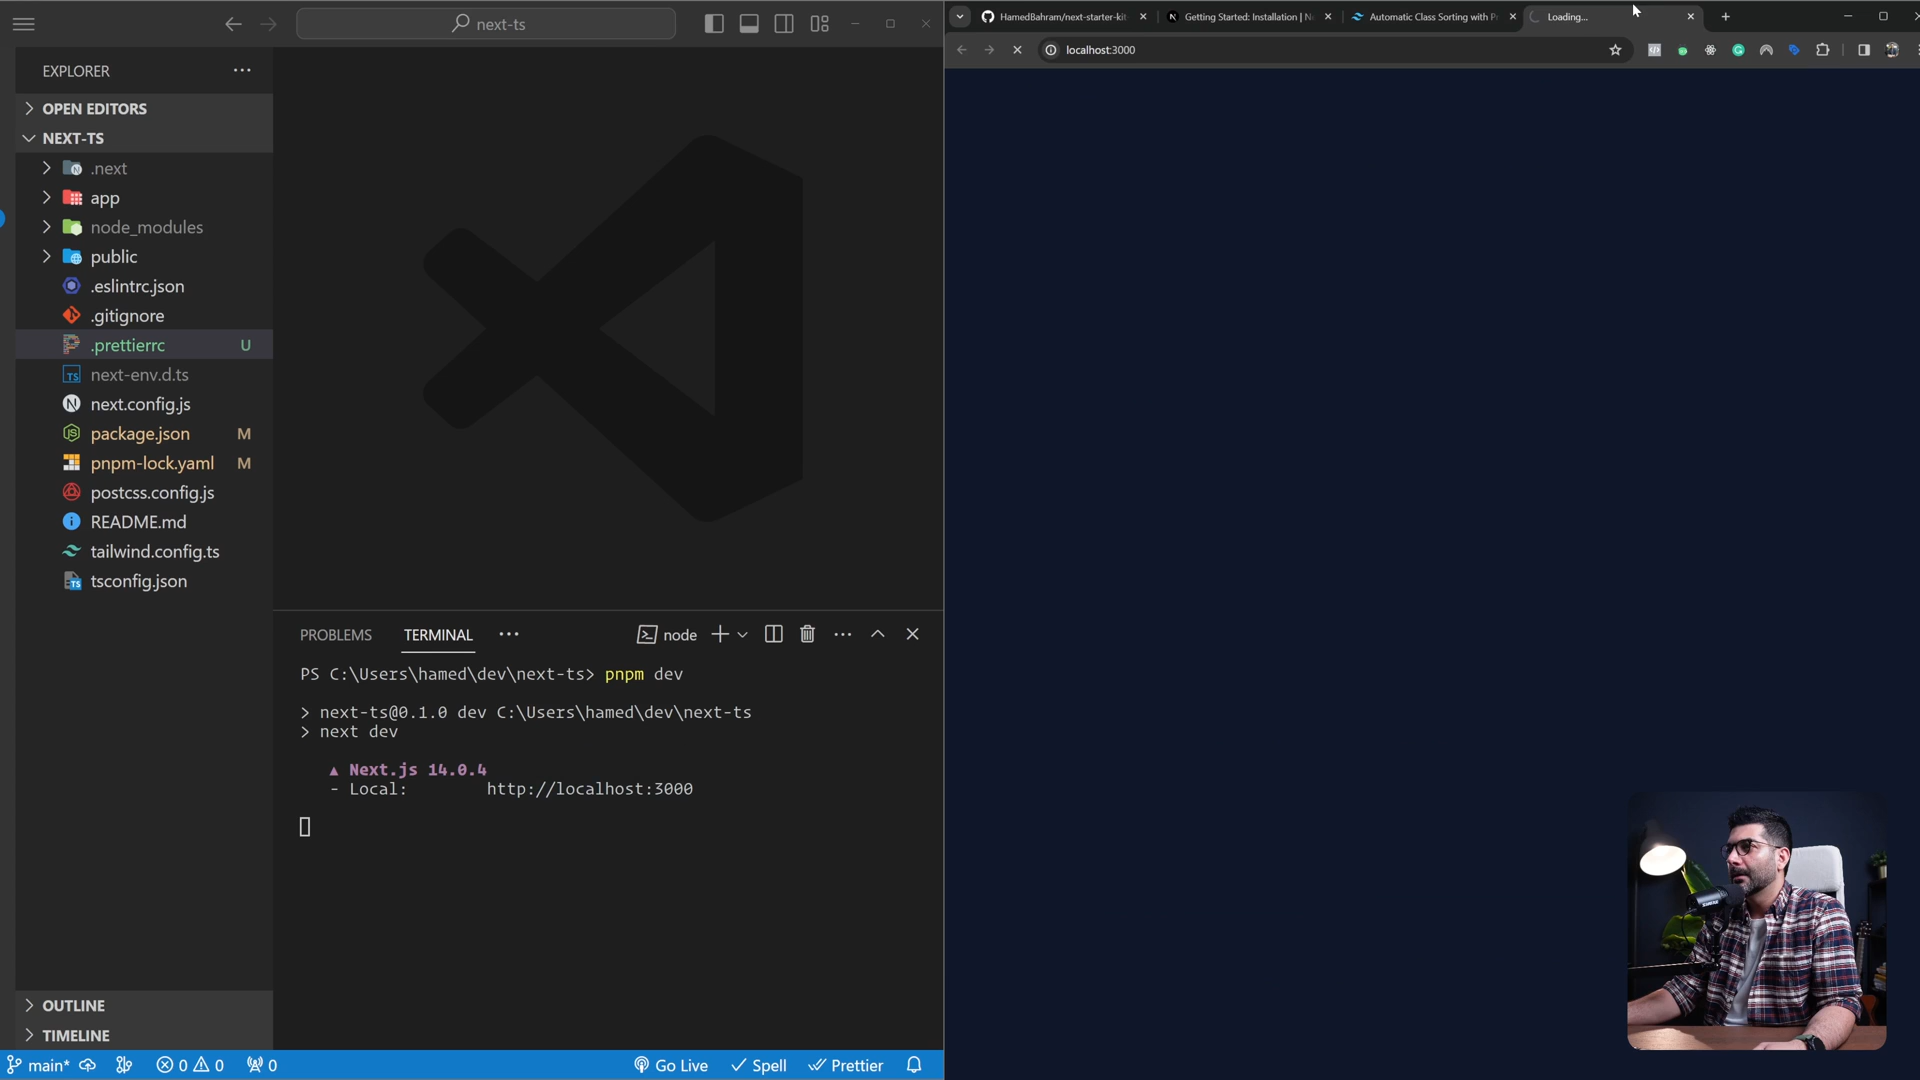 next-ts
EXPLORER
OPEN EDITORS
NEXT-TS
.next
app
node_modules
public
.eslintrc.json
.gitignore
.prettierrc U
next-env.d.ts
next.config.js
package.json M
pnpm-lock.yaml M
postcss.config.js
README.md
tailwind.config.ts
tsconfig.json
OUTLINE
TIMELINE
PROBLEMS TERMINAL node
PS C:\Users\hamed\dev\next-ts> pnpm dev
> next-ts@0.1.0 dev C:\Users\hamed\dev\next-ts
> next dev
▲ Next.js 14.0.4
- Local: http://localhost:3000
main* 0 0 0 Go Live Spell Prettier
HamedBahram/next-starter-kit Getting Started: Installation | N Automatic Class Sorting with P Loading...
localhost:3000